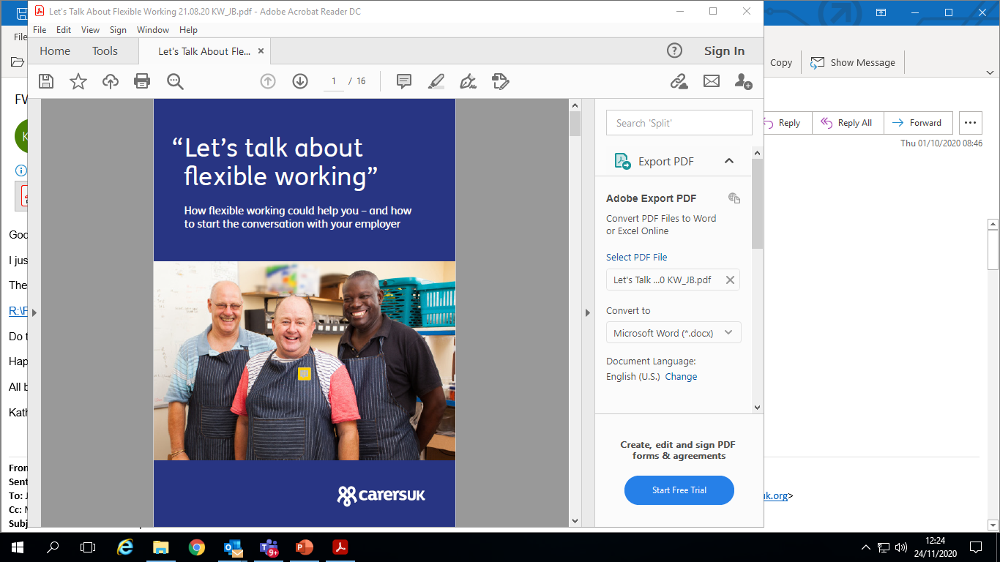 Let's Talk About Flexible Working 21.08.20 KW_JB.pdf - Adobe Acrobat Reader DC
File Edit View Sign Window Help
Home Tools Let's Talk About Fle... Sign In
1 / 16
File
Copy Show Message
FW
Reply Reply All Forward
Thu 01/10/2020 08:46
K
“Let’s talk about
flexible working”
How flexible working could help you – and how
to start the conversation with your employer
carersuk
Search 'Split'
Export PDF
Adobe Export PDF
Convert PDF Files to Word
or Excel Online
Select PDF File
Let's Talk ...0 KW_JB.pdf
Convert to
Microsoft Word (*.docx)
Document Language:
English (U.S.) Change
Create, edit and sign PDF
forms & agreements
Start Free Trial
I jus
The
R:\F
Do t
Hap
All b
Kath
From
Sent
To: J
Cc:
Subj
uk.org>
9+
12:24
24/11/2020